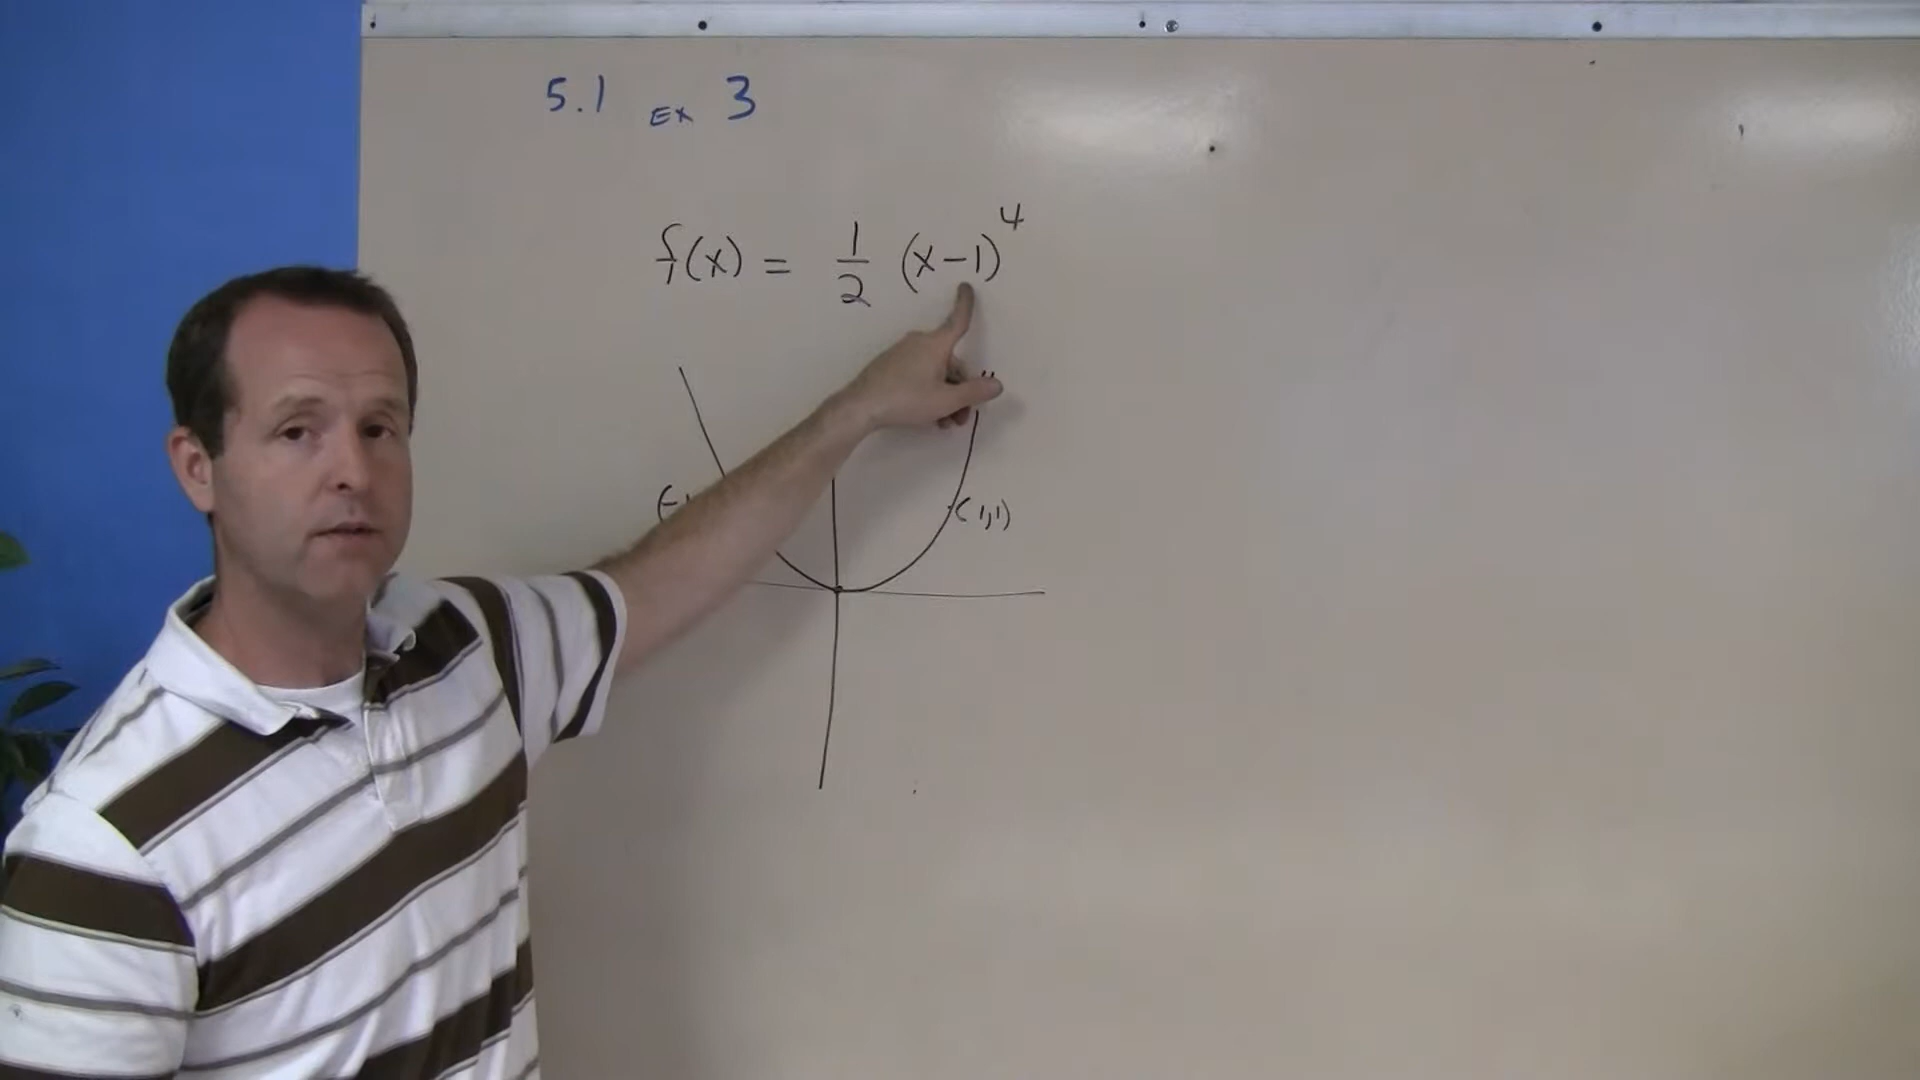 5.1 Ex 3
f(x) = 1/2 (x-1)^4
(1,1)